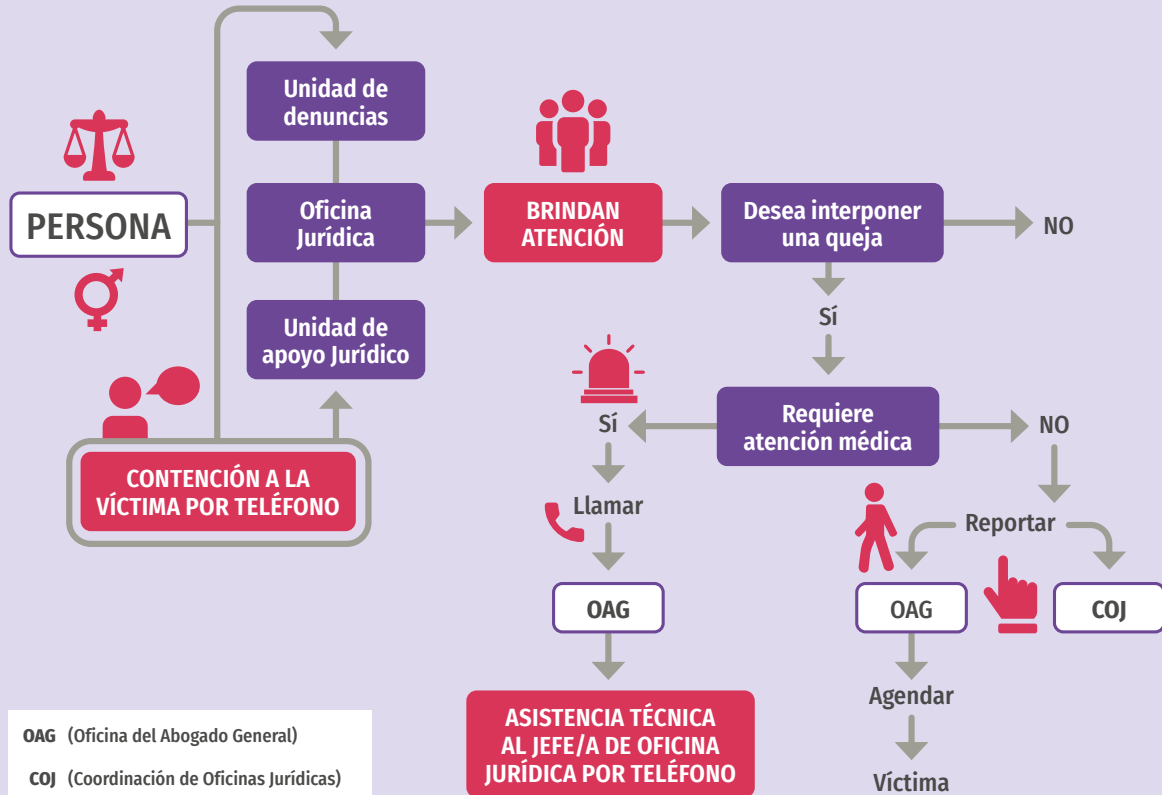 Unidad de
denuncias
PERSONA
Oficina
Jurídica
BRINDAN
ATENCIÓN
Desea interponer
una queja
NO
Unidad de
apoyo Jurídico
Sí
CONTENCIÓN A LA
VÍCTIMA POR TELÉFONO
Requiere
atención médica
Sí
NO
Llamar
Reportar
OAG
OAG
COJ
ASISTENCIA TÉCNICA
AL JEFE/A DE OFICINA
JURÍDICA POR TELÉFONO
Agendar
Víctima
OAG (Oficina del Abogado General)
COJ (Coordinación de Oficinas Jurídicas)